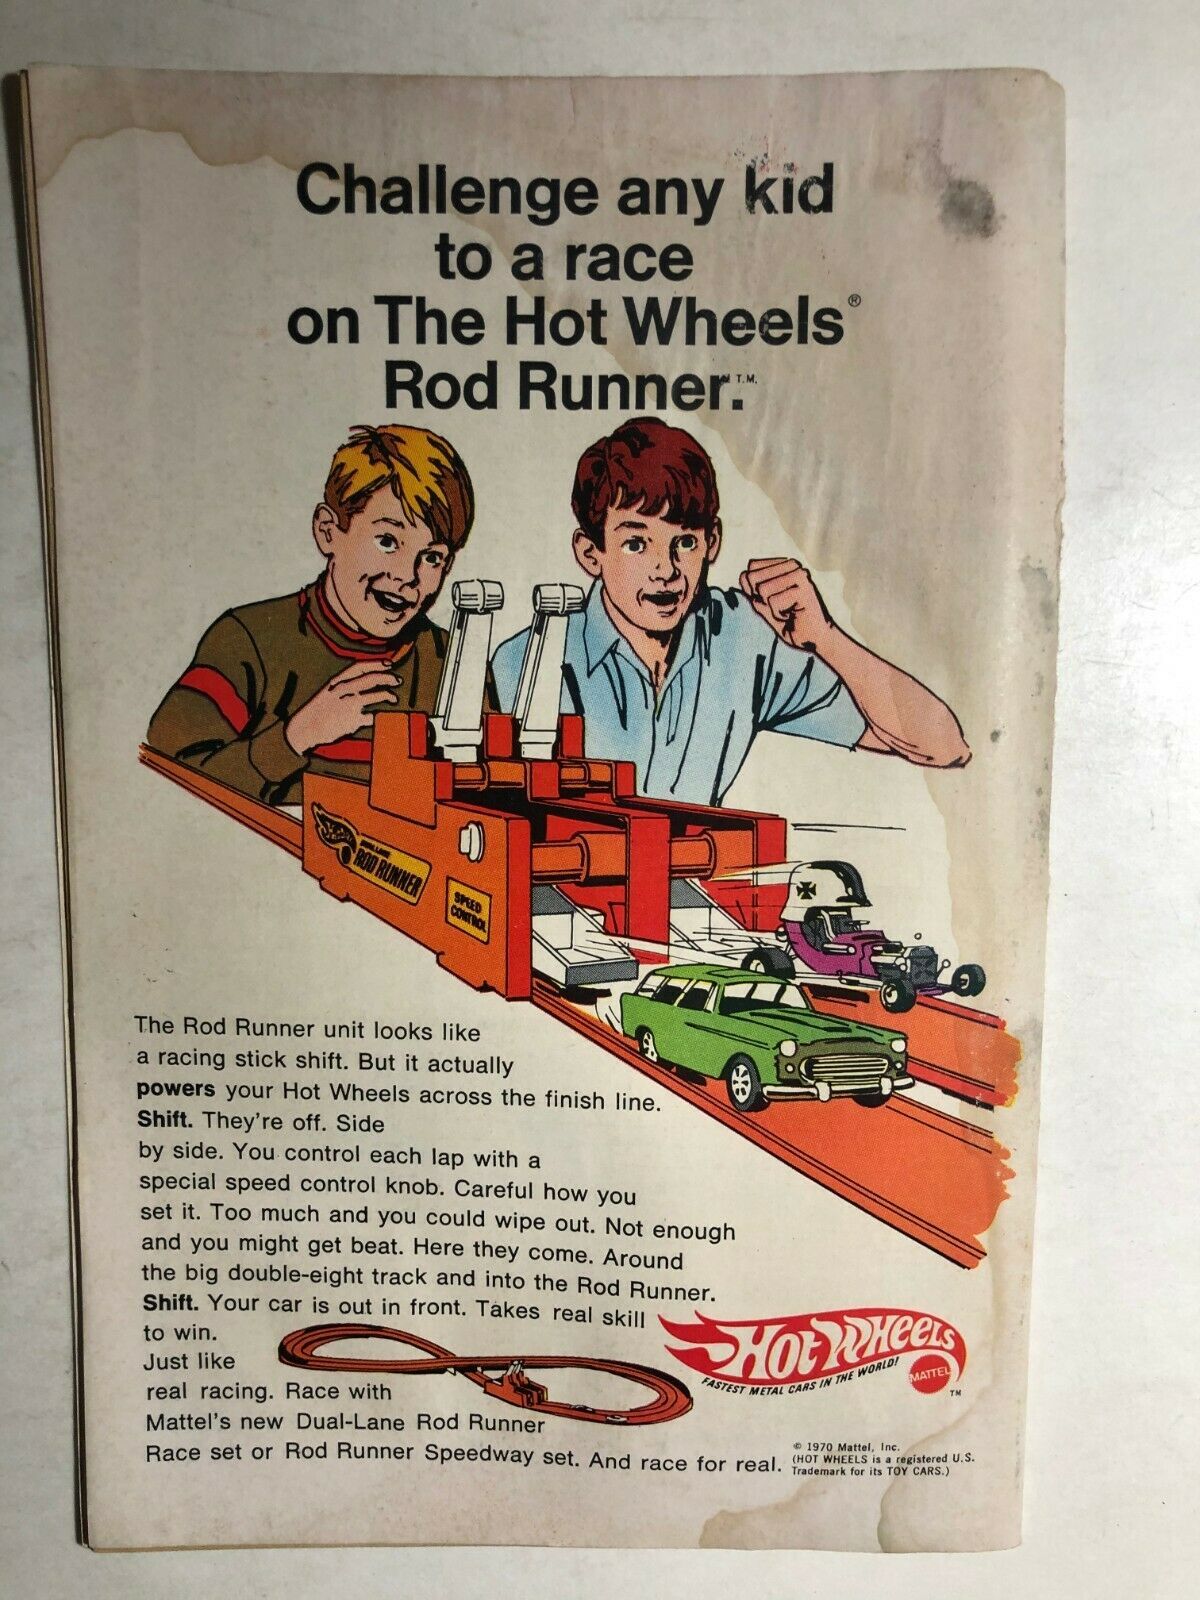 Challenge any kid
to a race
on The Hot Wheels®
Rod Runner.™
ROD RUNNER
SPEED
CONTROL
The Rod Runner unit looks like
a racing stick shift. But it actually
powers your Hot Wheels across the finish line.
Shift. They're off. Side
by side. You control each lap with a
special speed control knob. Careful how you
set it. Too much and you could wipe out. Not enough
and you might get beat. Here they come. Around
the big double-eight track and into the Rod Runner.
Shift. Your car is out in front. Takes real skill
to win.
Just like
real racing. Race with
Mattel's new Dual-Lane Rod Runner
Race set or Rod Runner Speedway set. And race for real.
Hot Wheels
FASTEST METAL CARS IN THE WORLD!
MATTEL
TM
© 1970 Mattel, Inc.
(HOT WHEELS is a registered U.S.
Trademark for its TOY CARS.)